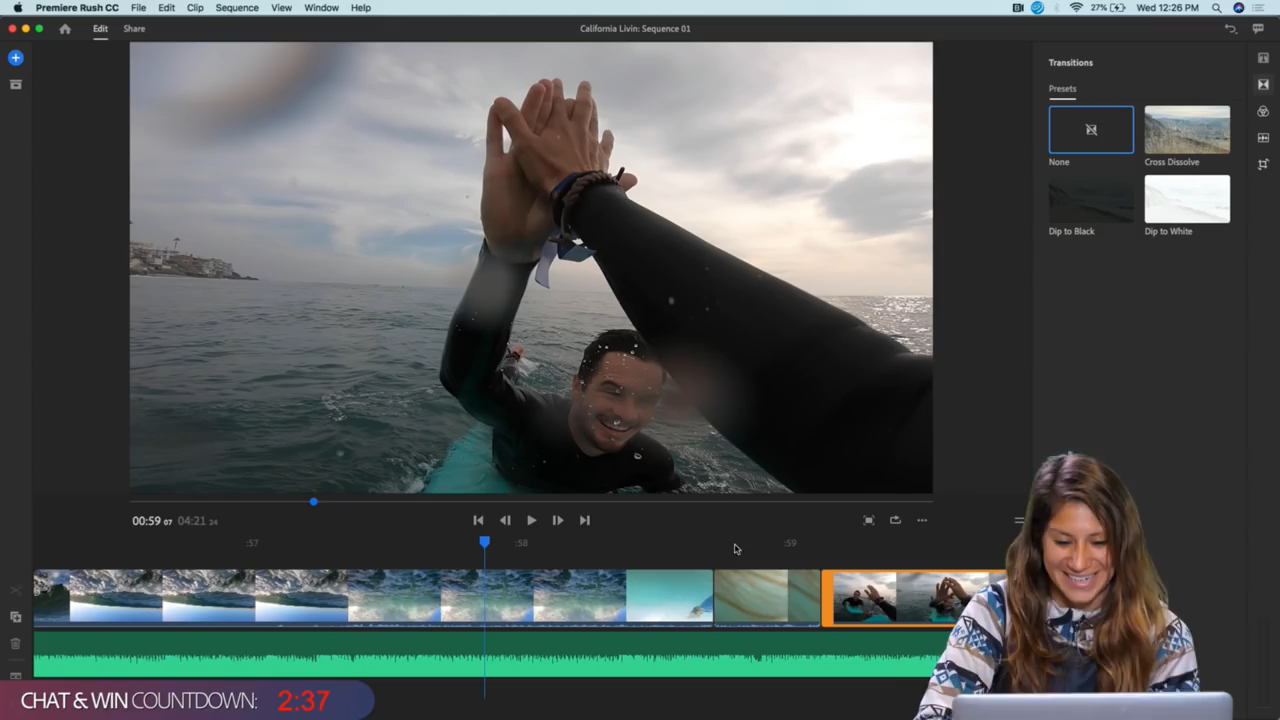 Premiere Rush CC File Edit Clip Sequence View Window Help 27% Wed 12:26 PM
Edit Share California Livin: Sequence 01
Transitions
Presets
None Cross Dissolve
Dip to Black Dip to White
00:59 07 04:21 24
:57 :58 :59
CHAT & WIN COUNTDOWN: 2:37